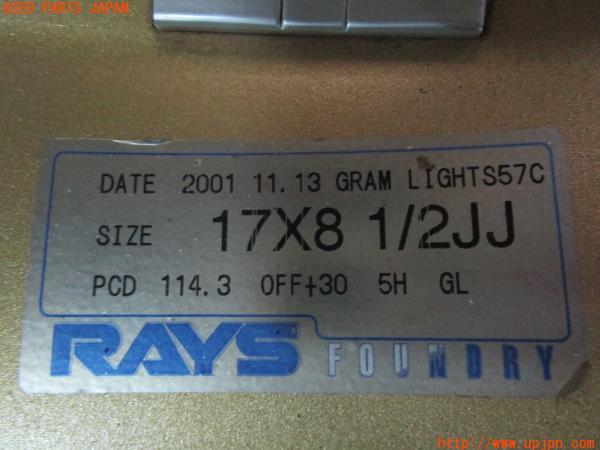 USED PARTS JAPAN
DATE 2001 11.13 GRAM LIGHTS57C
SIZE 17X8 1/2JJ
PCD 114.3 OFF+30 5H GL
RAYS FOUNDRY
http://www.upjpn.com/